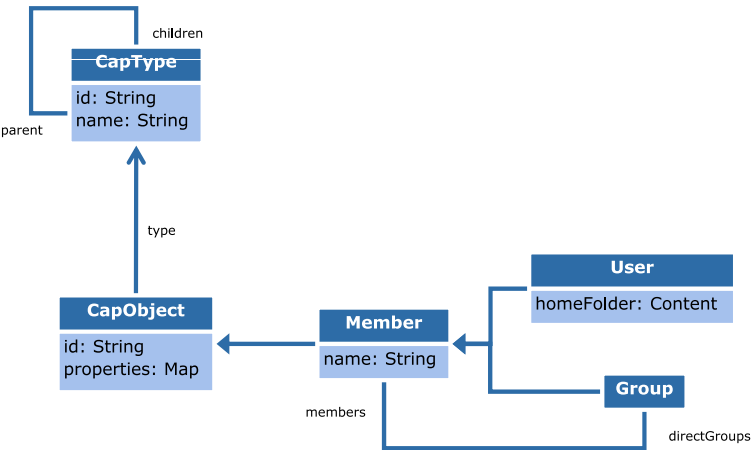 children
CapType
id: String
name: String
parent
type
User
homeFolder: Content
CapObject
id: String
properties: Map
Member
name: String
Group
members
directGroups